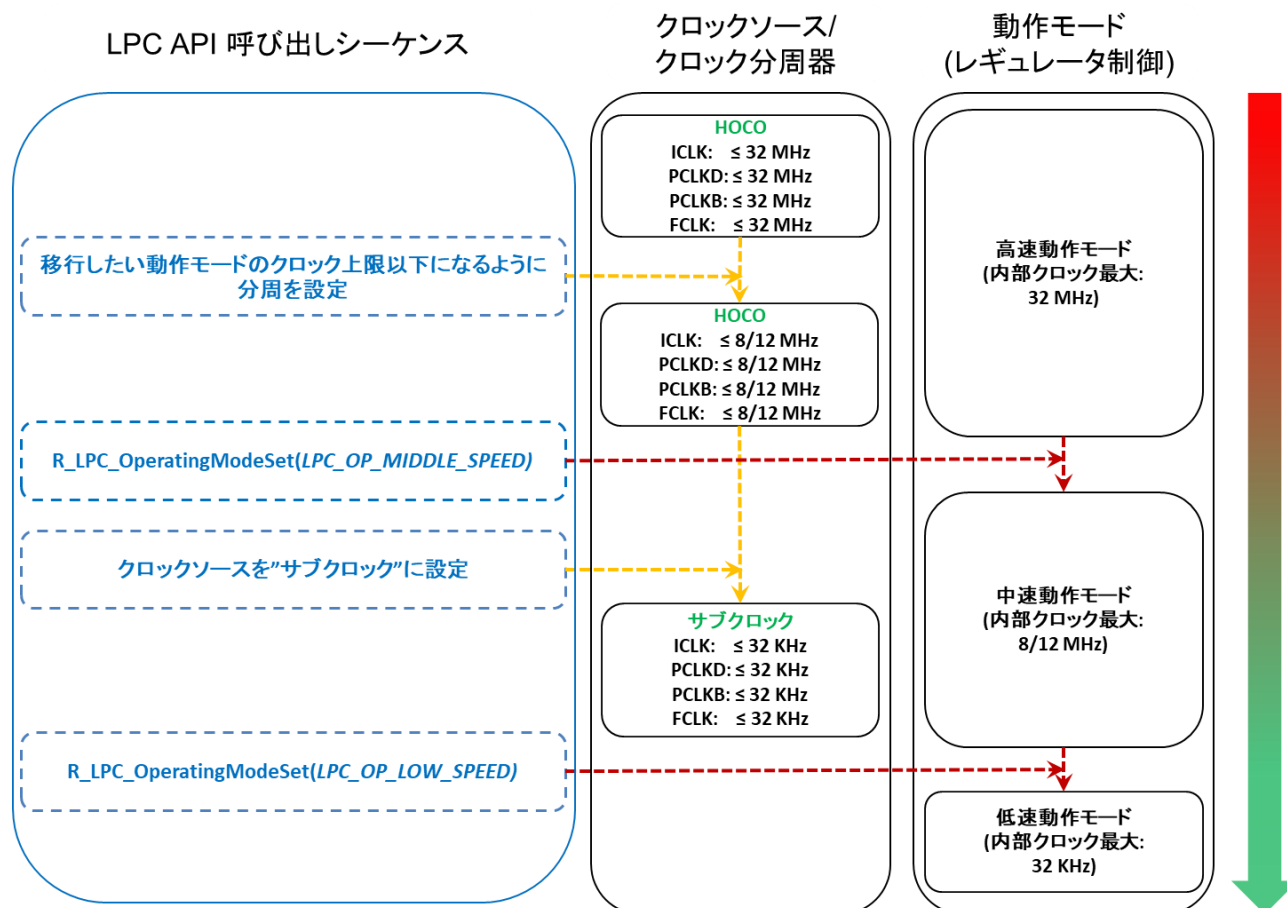 LPC API 呼び出しシーケンス
クロックソース/
クロック分周器
動作モード
(レギュレータ制御)
HOCO
ICLK: ≤ 32 MHz
PCLKD: ≤ 32 MHz
PCLKB: ≤ 32 MHz
FCLK: ≤ 32 MHz
移行したい動作モードのクロック上限以下になるように
分周を設定
高速動作モード
(内部クロック最大:
32 MHz)
HOCO
ICLK: ≤ 8/12 MHz
PCLKD: ≤ 8/12 MHz
PCLKB: ≤ 8/12 MHz
FCLK: ≤ 8/12 MHz
R_LPC_OperatingModeSet(LPC_OP_MIDDLE_SPEED)
クロックソースを”サブクロック”に設定
中速動作モード
(内部クロック最大:
8/12 MHz)
サブクロック
ICLK: ≤ 32 KHz
PCLKD: ≤ 32 KHz
PCLKB: ≤ 32 KHz
FCLK: ≤ 32 KHz
R_LPC_OperatingModeSet(LPC_OP_LOW_SPEED)
低速動作モード
(内部クロック最大:
32 KHz)